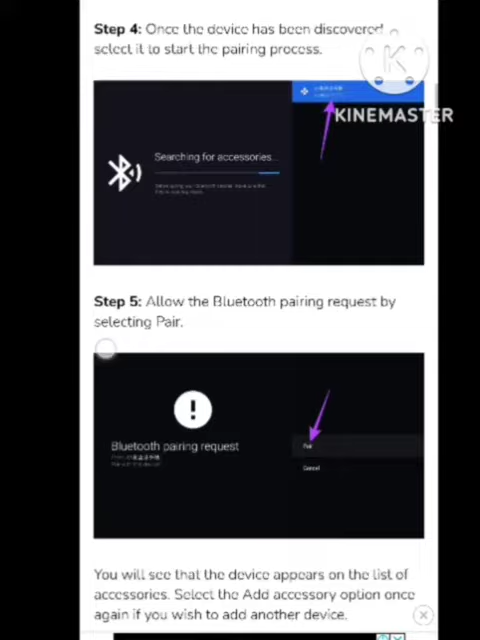 Step 4: Once the device has been discovered
select it to start the pairing process.
K
KINEMASTER
Searching for accessories...
Step 5: Allow the Bluetooth pairing request by
selecting Pair.
Bluetooth pairing request
Pair
Cancel
You will see that the device appears on the list of
accessories. Select the Add accessory option once
again if you wish to add another device.